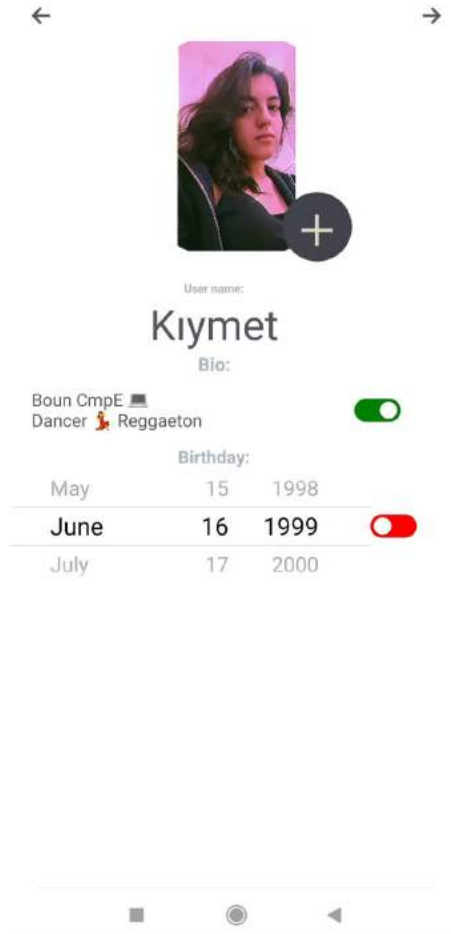 User name:
Kıymet
Bio:
Boun CmpE 💻
Dancer 💃 Reggaeton
Birthday:
May 15 1998
June 16 1999
July 17 2000